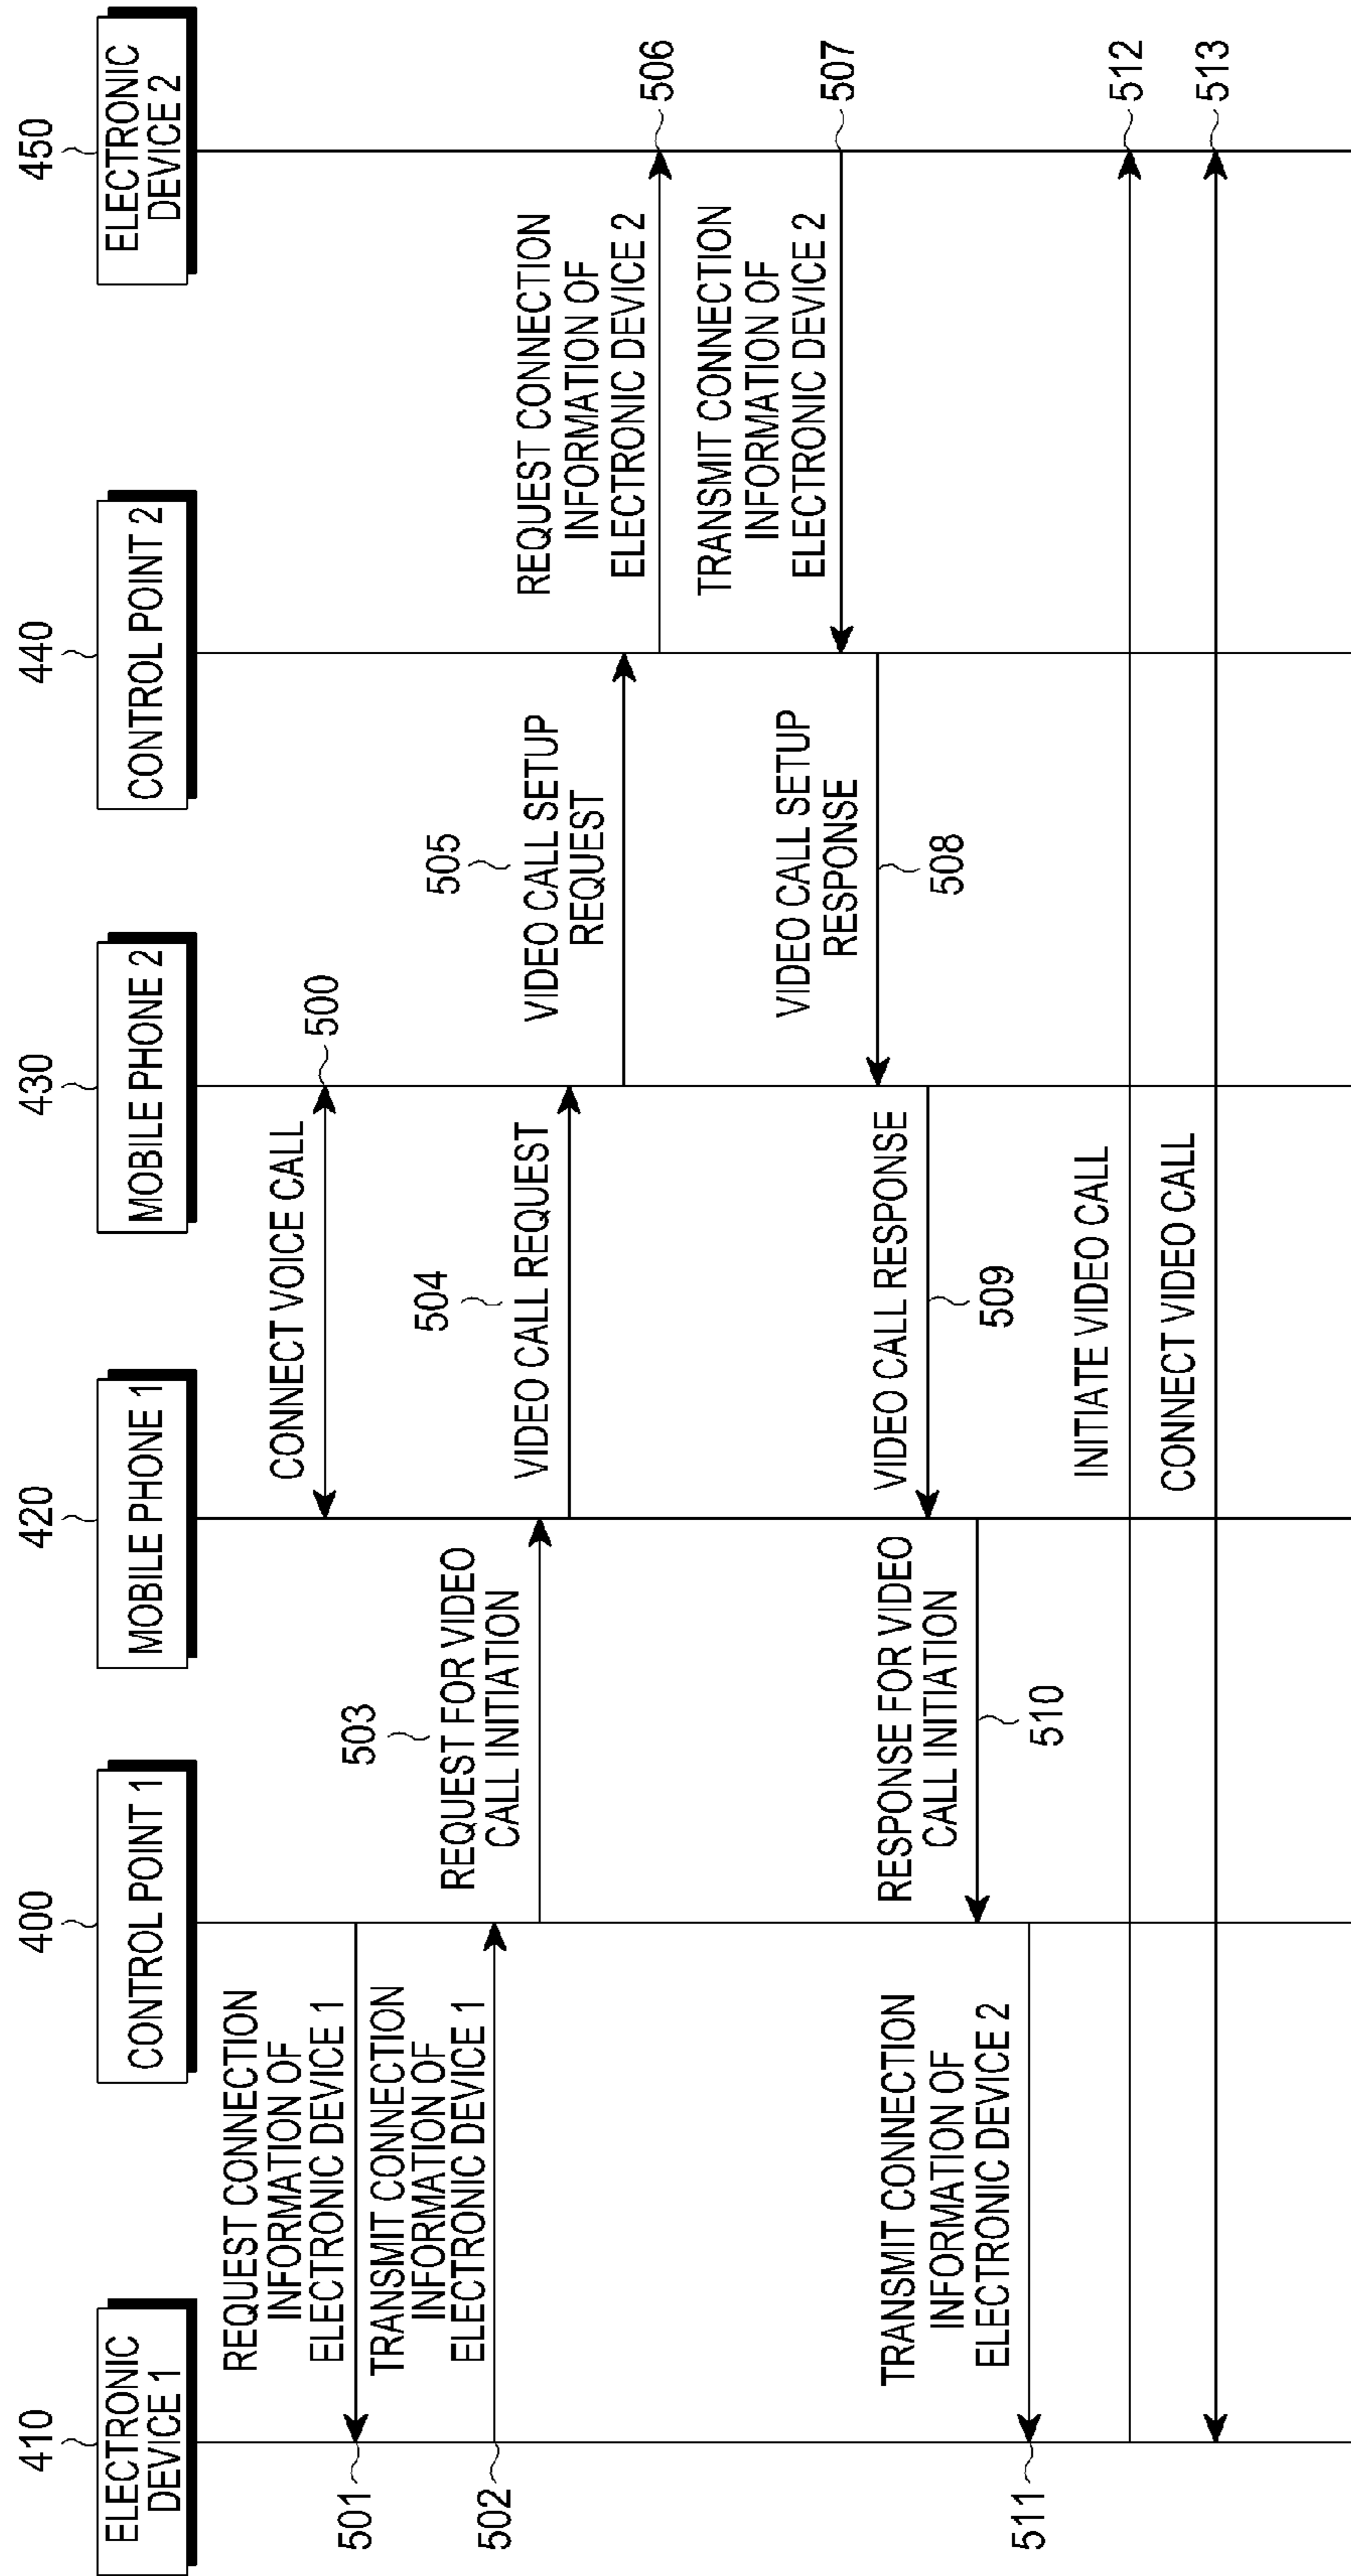 410
ELECTRONIC
DEVICE 1
400
CONTROL POINT 1
420
MOBILE PHONE 1
430
MOBILE PHONE 2
440
CONTROL POINT 2
450
ELECTRONIC
DEVICE 2
CONNECT VOICE CALL
500
REQUEST CONNECTION
INFORMATION OF
ELECTRONIC DEVICE 1
501
TRANSMIT CONNECTION
INFORMATION OF
ELECTRONIC DEVICE 1
502
503
REQUEST FOR VIDEO
CALL INITIATION
504
VIDEO CALL REQUEST
505
VIDEO CALL SETUP
REQUEST
REQUEST CONNECTION
INFORMATION OF
ELECTRONIC DEVICE 2
506
TRANSMIT CONNECTION
INFORMATION OF
ELECTRONIC DEVICE 2
507
VIDEO CALL SETUP
RESPONSE
508
VIDEO CALL RESPONSE
509
RESPONSE FOR VIDEO
CALL INITIATION
510
TRANSMIT CONNECTION
INFORMATION OF
ELECTRONIC DEVICE 2
511
INITIATE VIDEO CALL
512
CONNECT VIDEO CALL
513